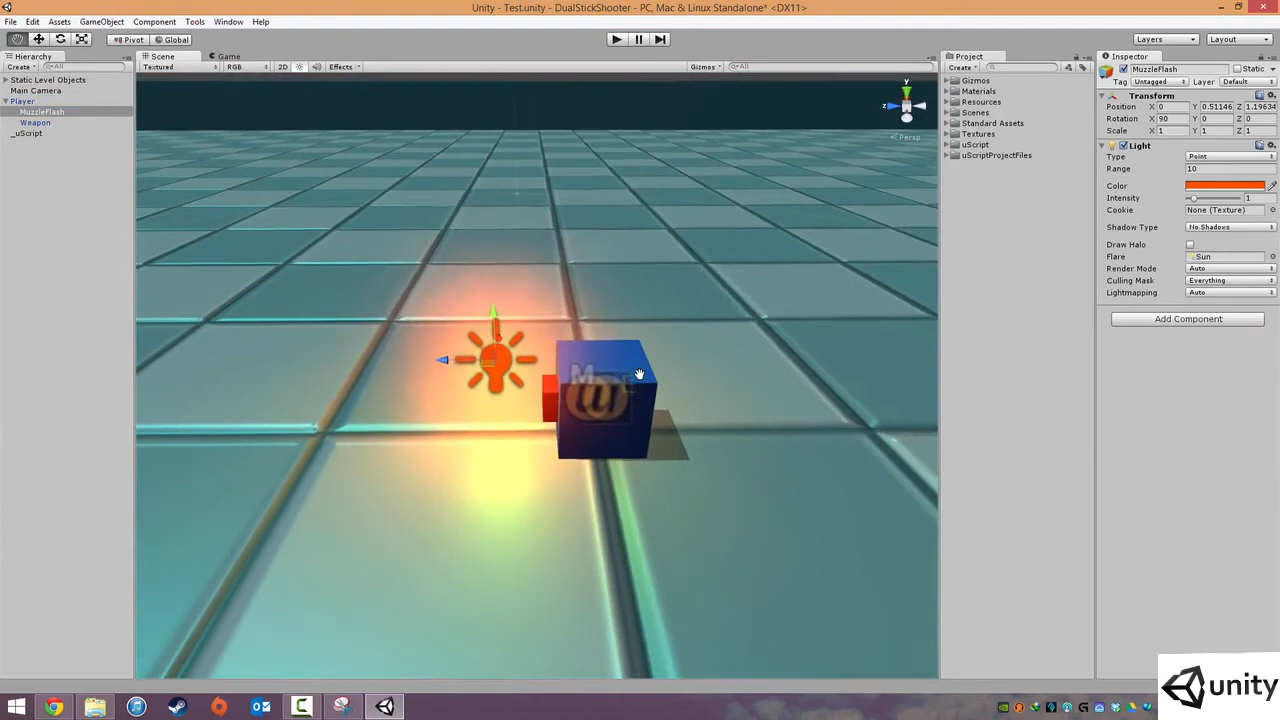 Unity - Test.unity - DualStickShooter - PC, Mac & Linux Standalone* <DX11>
File Edit Assets GameObject Component Tools Window Help
Pivot Global Layers Layout
Hierarchy
Create All
Static Level Objects
Main Camera
Player
MuzzleFlash
Weapon
_uScript
Scene Game
Textured RGB 2D Effects Gizmos All
y
z
Persp
Project
Create
Gizmos
Materials
Resources
Scenes
Standard Assets
Textures
uScript
uScriptProjectFiles
Inspector
MuzzleFlash Static
Tag Untagged Layer Default
Transform
Position X 0 Y 0.51146 Z 1.19634
Rotation X 90 Y 0 Z 0
Scale X 1 Y 1 Z 1
Light
Type Point
Range 10
Color
Intensity 1
Cookie None (Texture)
Shadow Type No Shadows
Draw Halo
Flare Sun
Render Mode Auto
Culling Mask Everything
Lightmapping Auto
Add Component
unity